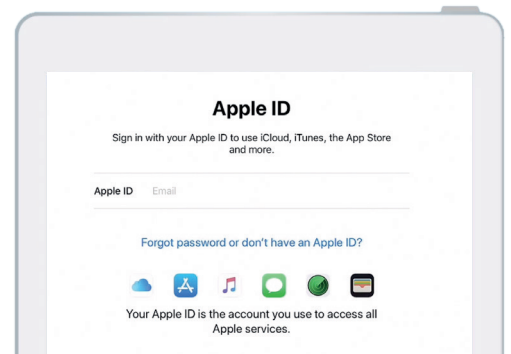 Apple ID
Sign in with your Apple ID to use iCloud, iTunes, the App Store
and more.
Apple ID Email
Forgot password or don't have an Apple ID?
Your Apple ID is the account you use to access all
Apple services.